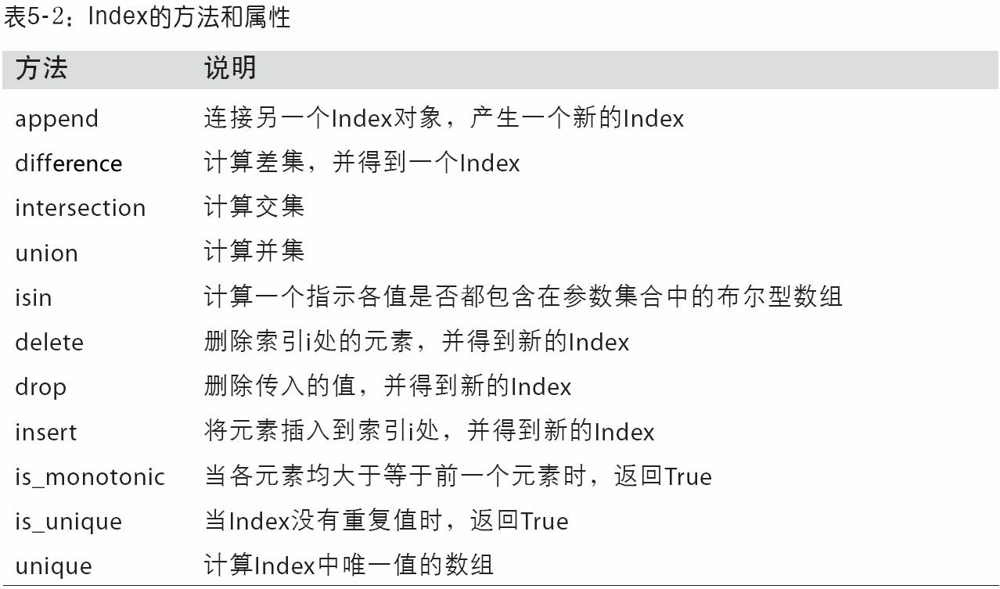 表5-2：Index的方法和属性
方法 说明
append 连接另一个Index对象，产生一个新的Index
difference 计算差集，并得到一个Index
intersection 计算交集
union 计算并集
isin 计算一个指示各值是否都包含在参数集合中的布尔型数组
delete 删除索引i处的元素，并得到新的Index
drop 删除传入的值，并得到新的Index
insert 将元素插入到索引i处，并得到新的Index
is_monotonic 当各元素均大于等于前一个元素时，返回True
is_unique 当Index没有重复值时，返回True
unique 计算Index中唯一值的数组